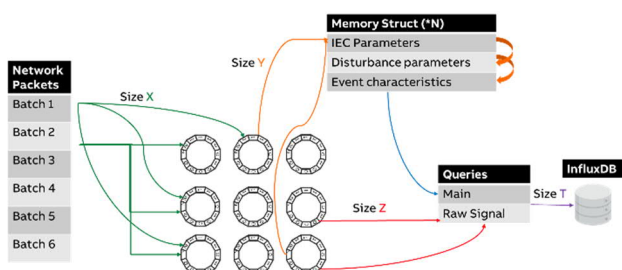 Memory Struct (*N)
IEC Parameters
Disturbance parameters
Event characteristics
Size Y
Network
Packets
Batch 1
Batch 2
Batch 3
Batch 4
Batch 5
Batch 6
Size X
Size Z
Queries
Main
Raw Signal
Size T
InfluxDB